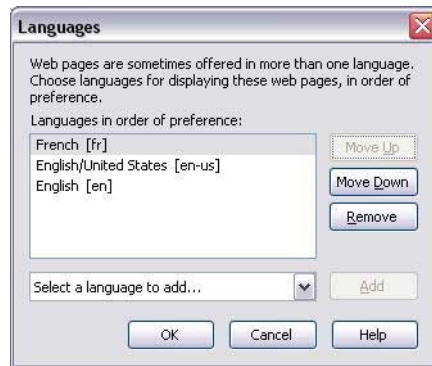 Languages
Web pages are sometimes offered in more than one language.
Choose languages for displaying these web pages, in order of
preference.
Languages in order of preference:
French [fr]
Move Up
English/United States [en-us]
English [en]
Move Down
Remove
Select a language to add...
Add
OK
Cancel
Help